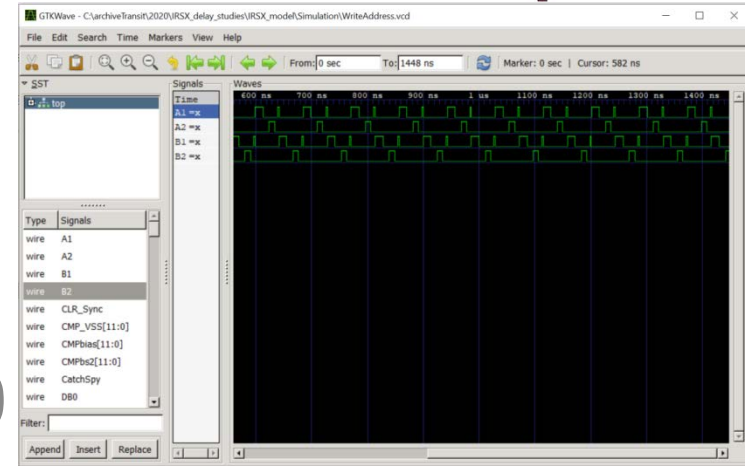 GTKWave - C:\archiveTransit\2020\IRSX_delay_studies\IRSX_model\Simulation\WriteAddress.vcd
File Edit Search Time Markers View Help
From: 0 sec To: 1448 ns Marker: 0 sec | Cursor: 582 ns
SST
top
Signals
Time
A1 =x
A2 =x
B1 =x
B2 =x
Waves
600 ns 700 ns 800 ns 900 ns 1 us 1100 ns 1200 ns 1300 ns 1400 ns
Type Signals
wire A1
wire A2
wire B1
wire B2
wire CLR_Sync
wire CMP_VSS[11:0]
wire CMPbias[11:0]
wire CMPbs2[11:0]
wire CatchSpy
wire DB0
Filter:
Append Insert Replace